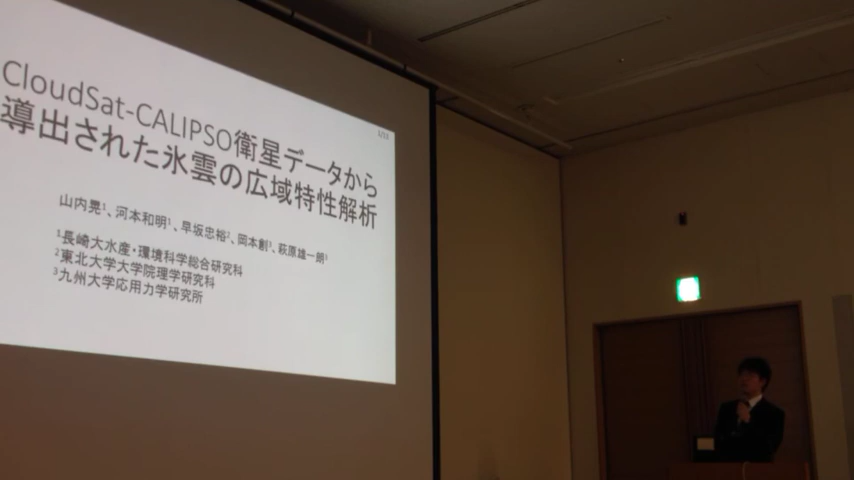 CloudSat-CALIPSO衛星データから
導出された氷雲の広域特性解析
山内晃¹、河本和明¹、早坂忠裕²、岡本創³、萩原雄一朗³
¹長崎大水産・環境科学総合研究科
²東北大学大学院理学研究科
³九州大学応用力学研究所